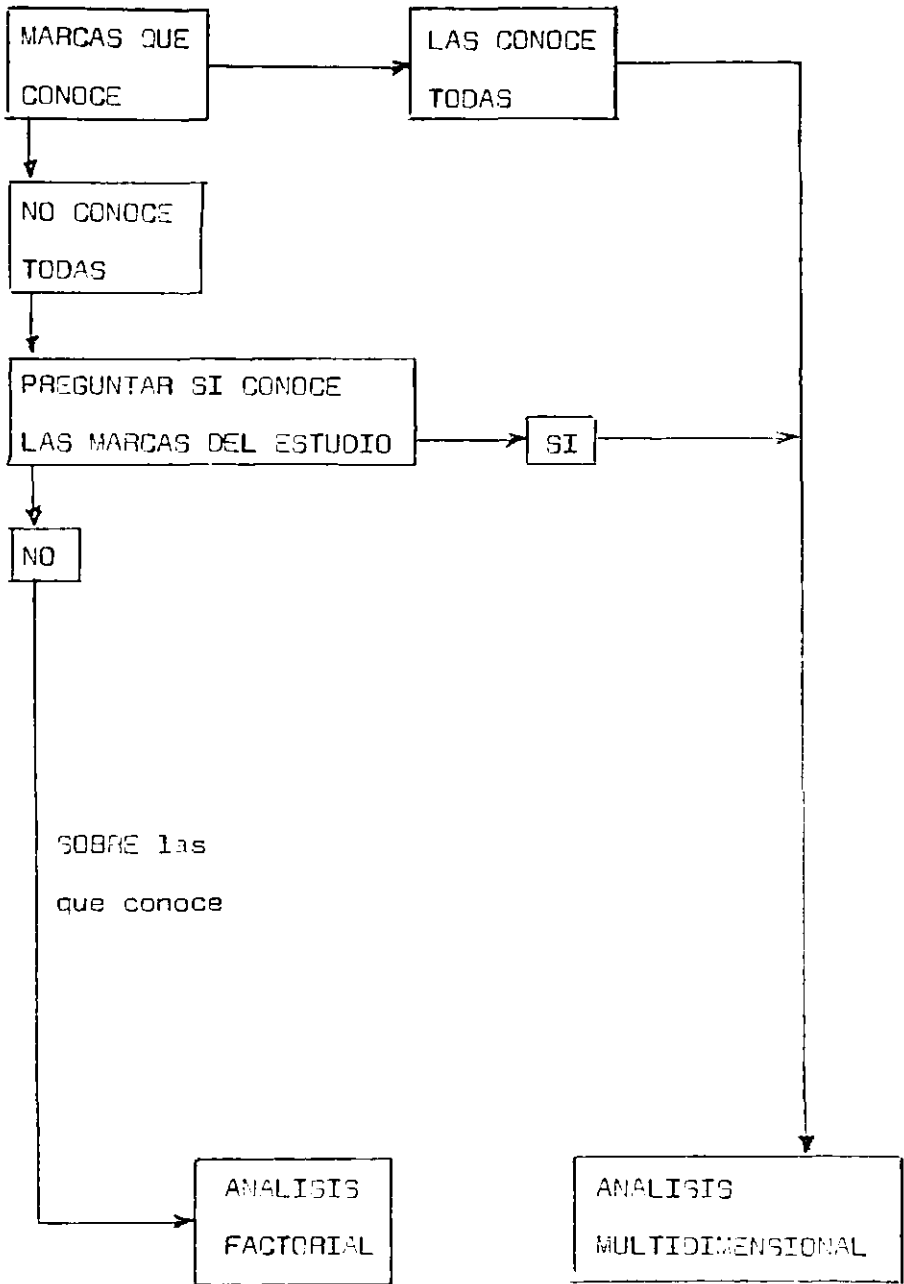 MARCAS QUE
CONOCE
LAS CONOCE
TODAS
NO CONOCE
TODAS
PREGUNTAR SI CONOCE
LAS MARCAS DEL ESTUDIO
SI
NO
SOBRE las
que conoce
ANALISIS
FACTORIAL
ANALISIS
MULTIDIMENSIONAL